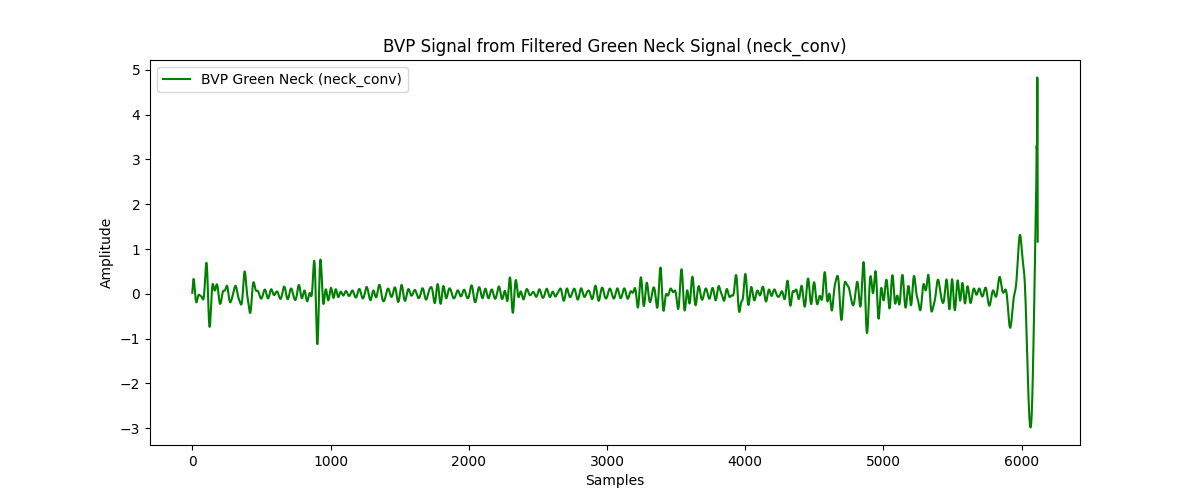 BVP Signal from Filtered Green Neck Signal (neck_conv)
BVP Green Neck (neck_conv)
Amplitude
5
4
3
2
1
0
−1
−2
−3
0 1000 2000 3000 4000 5000 6000
Samples